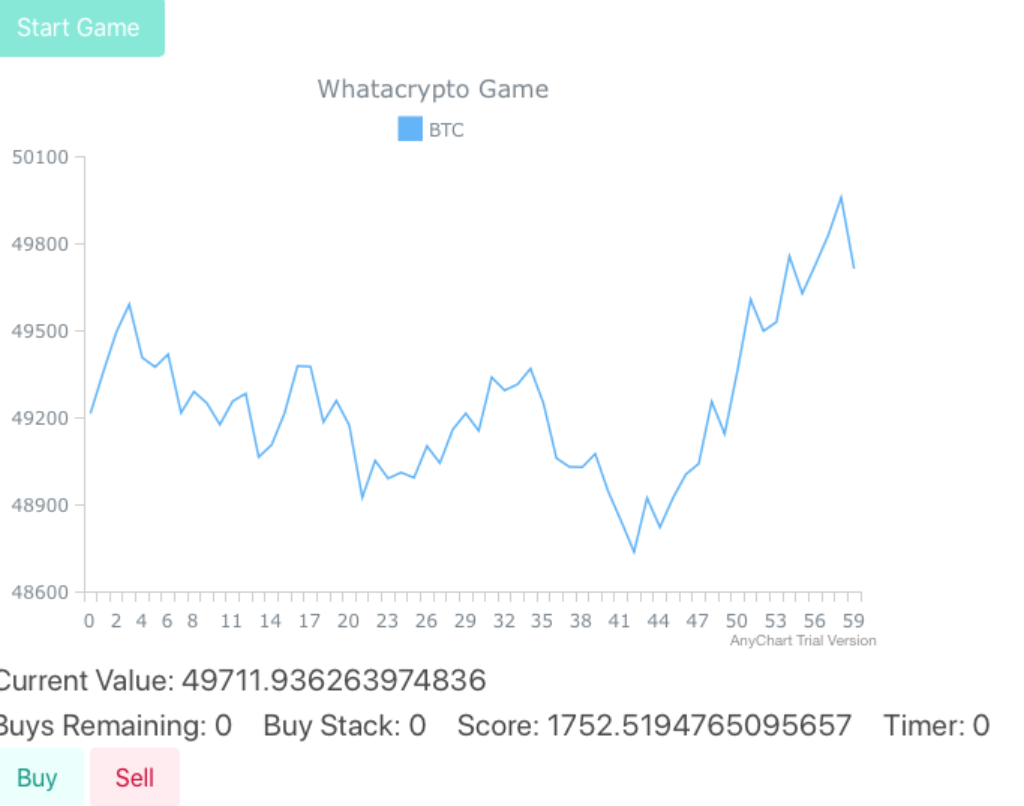 Start Game
Whatacrypto Game
BTC
50100
49800
49500
49200
48900
48600
0 2 4 6 8 11 14 17 20 23 26 29 32 35 38 41 44 47 50 53 56 59
AnyChart Trial Version
Current Value: 49711.936263974836
Buys Remaining: 0 Buy Stack: 0 Score: 1752.5194765095657 Timer: 0
Buy Sell